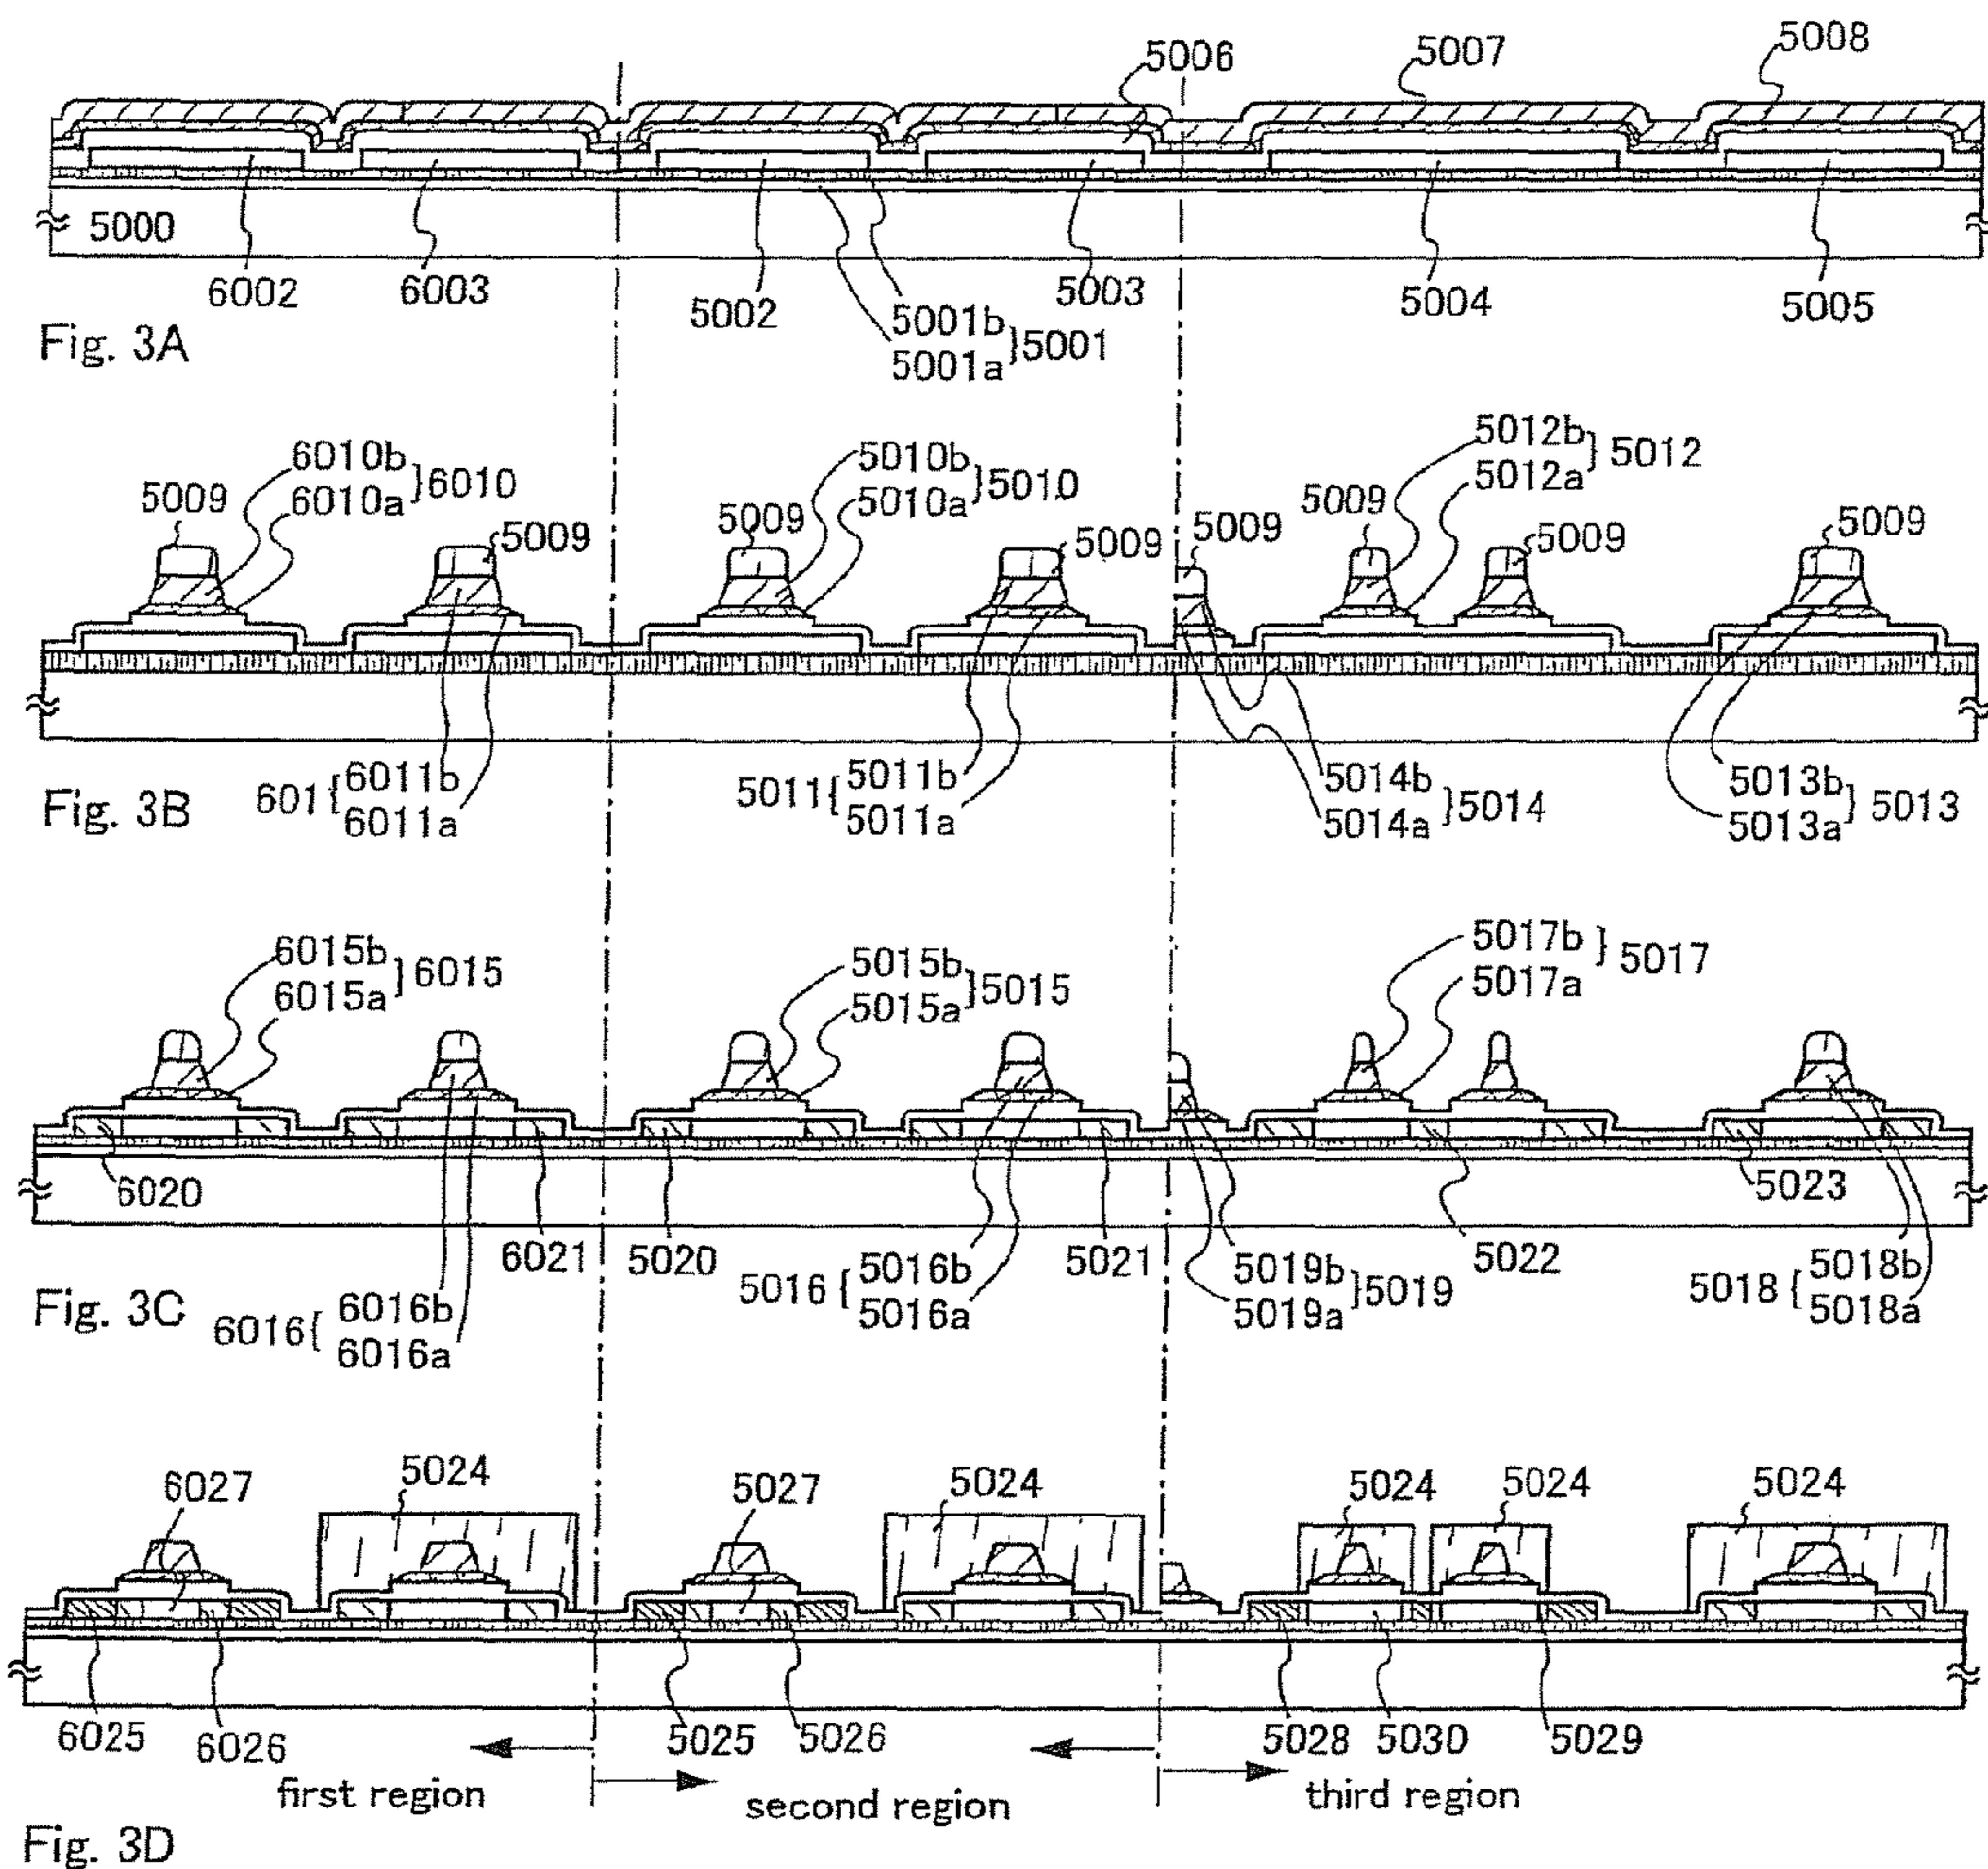 5006 5007 5008
5000
6002 6003 5002 5003 5004 5005
5001b
5001a }5001
Fig. 3A
6010b
6010a }6010
5010b
5010a }5010
5012b
5012a } 5012
5009 5009 5009 5009 5009 5009 5009 5009
601 { 6011b
6011a
5011 { 5011b
5011a
5014b
5014a }5014
5013b
5013a } 5013
Fig. 3B
6015b
6015a }6015
5015b
5015a }5015
5017b
5017a } 5017
6020 6021 5020 5021 5022 5023
6016 { 6016b
6016a
5016 { 5016b
5016a
5019b
5019a }5019
5018 { 5018b
5018a
Fig. 3C
6027 5024 5027 5024 5024 5024 5024
6025 6026 5025 5026 5028 5030 5029
first region second region third region
Fig. 3D